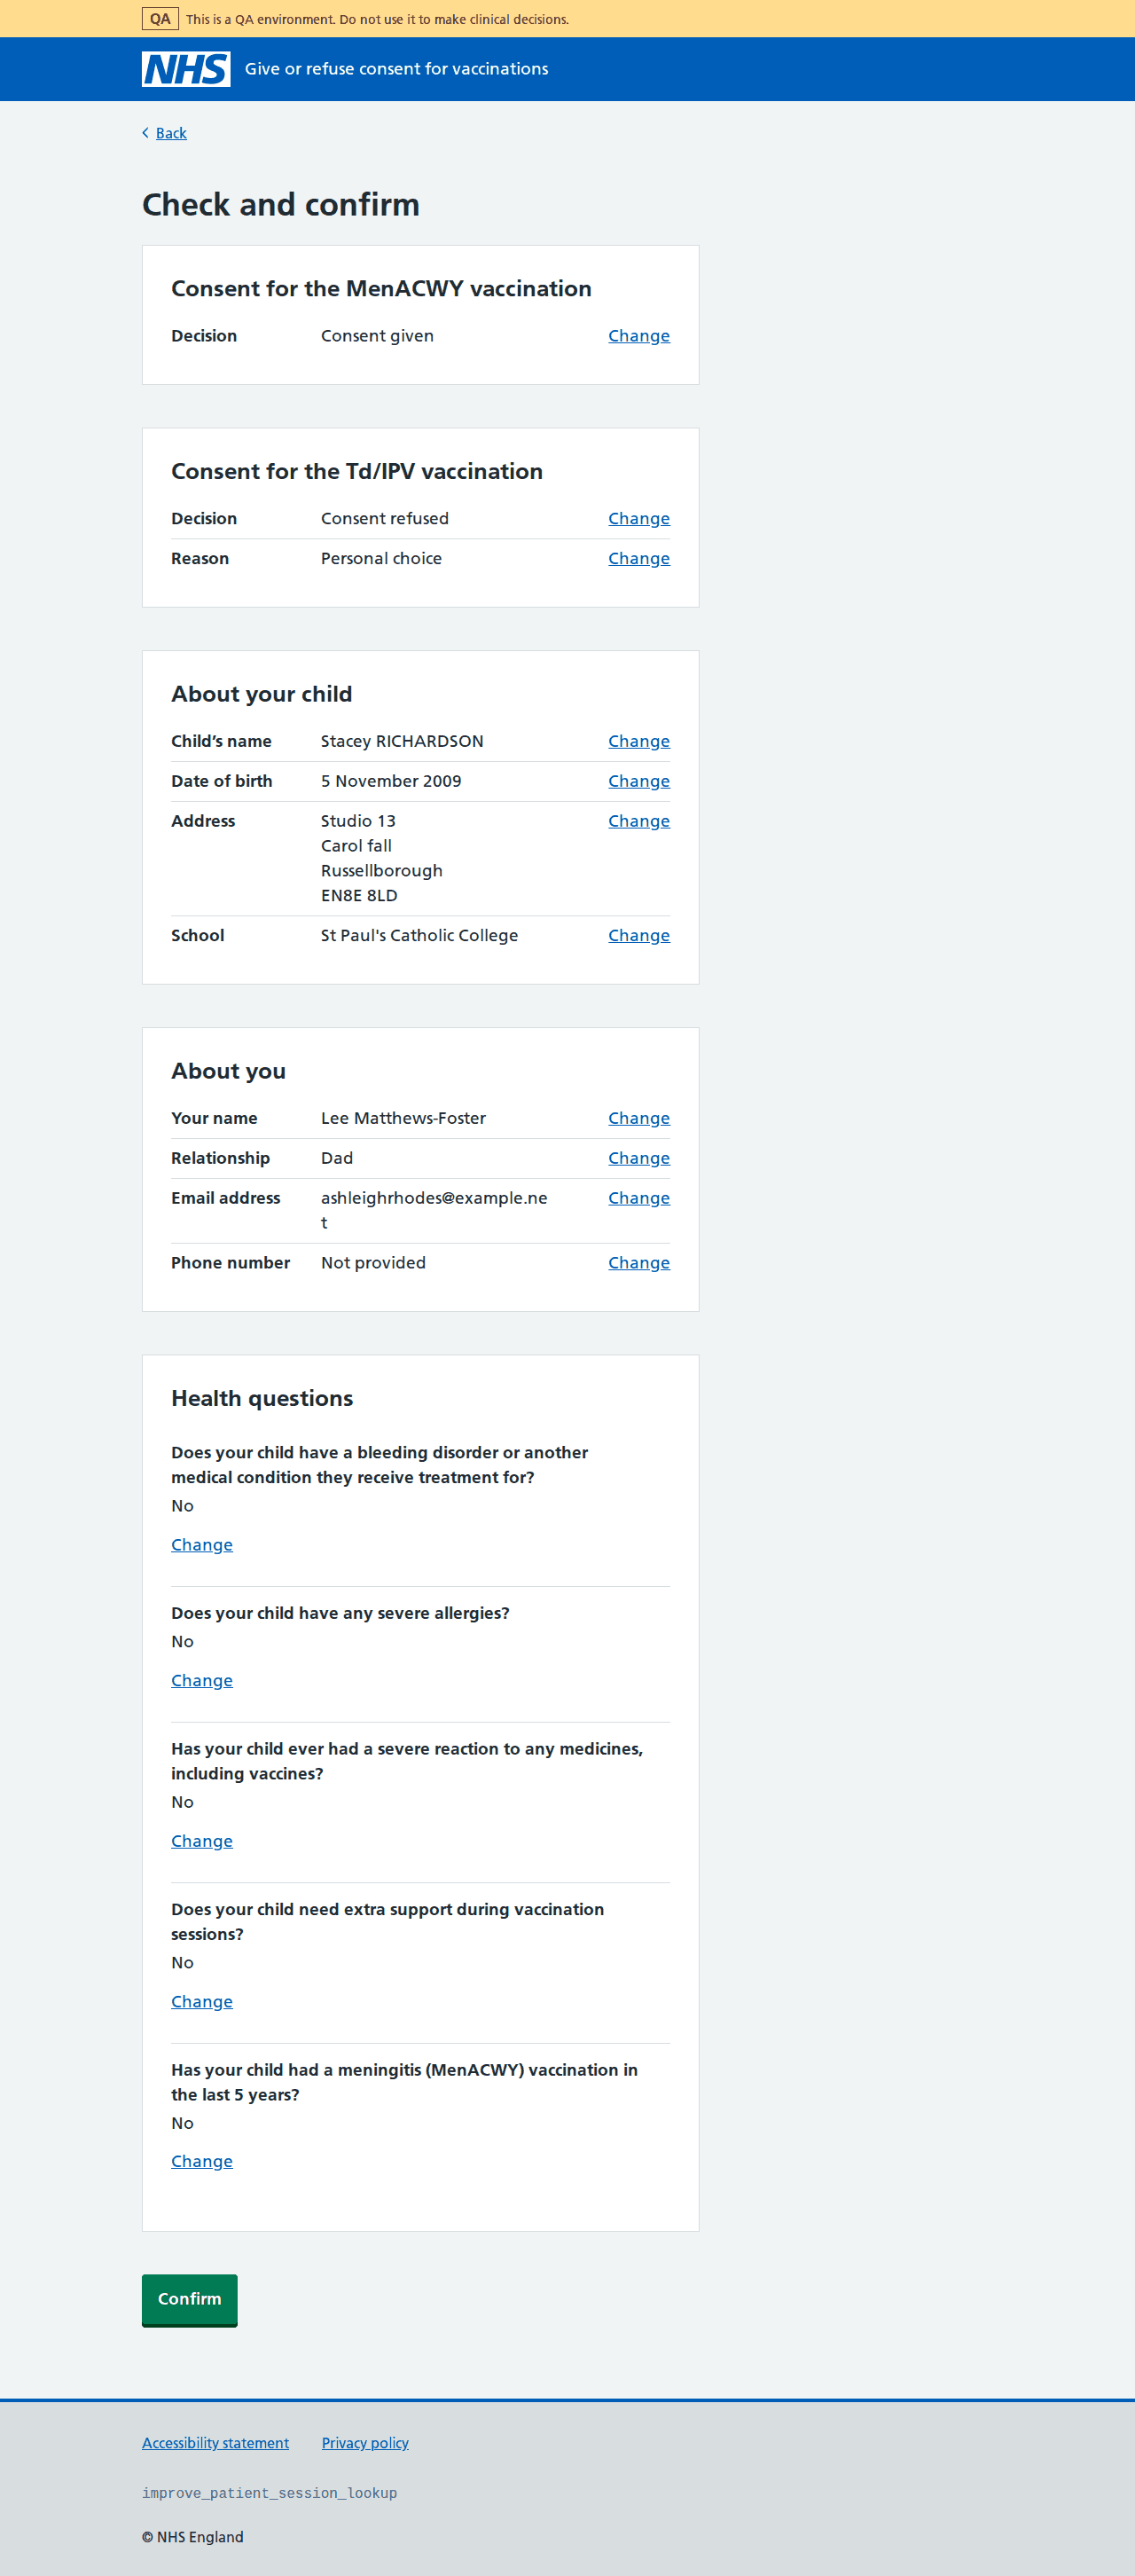 QA This is a QA environment. Do not use it to make clinical decisions.
NHS Give or refuse consent for vaccinations
Back
Check and confirm
Consent for the MenACWY vaccination
Decision Consent given Change
Consent for the Td/IPV vaccination
Decision Consent refused Change
Reason Personal choice Change
About your child
Child’s name Stacey RICHARDSON Change
Date of birth 5 November 2009 Change
Address Studio 13 Change
Carol fall
Russellborough
EN8E 8LD
School St Paul's Catholic College Change
About you
Your name Lee Matthews-Foster Change
Relationship Dad Change
Email address ashleighrhodes@example.ne Change
t
Phone number Not provided Change
Health questions
Does your child have a bleeding disorder or another
medical condition they receive treatment for?
No
Change
Does your child have any severe allergies?
No
Change
Has your child ever had a severe reaction to any medicines,
including vaccines?
No
Change
Does your child need extra support during vaccination
sessions?
No
Change
Has your child had a meningitis (MenACWY) vaccination in
the last 5 years?
No
Change
Confirm
Accessibility statement Privacy policy
improve_patient_session_lookup
© NHS England